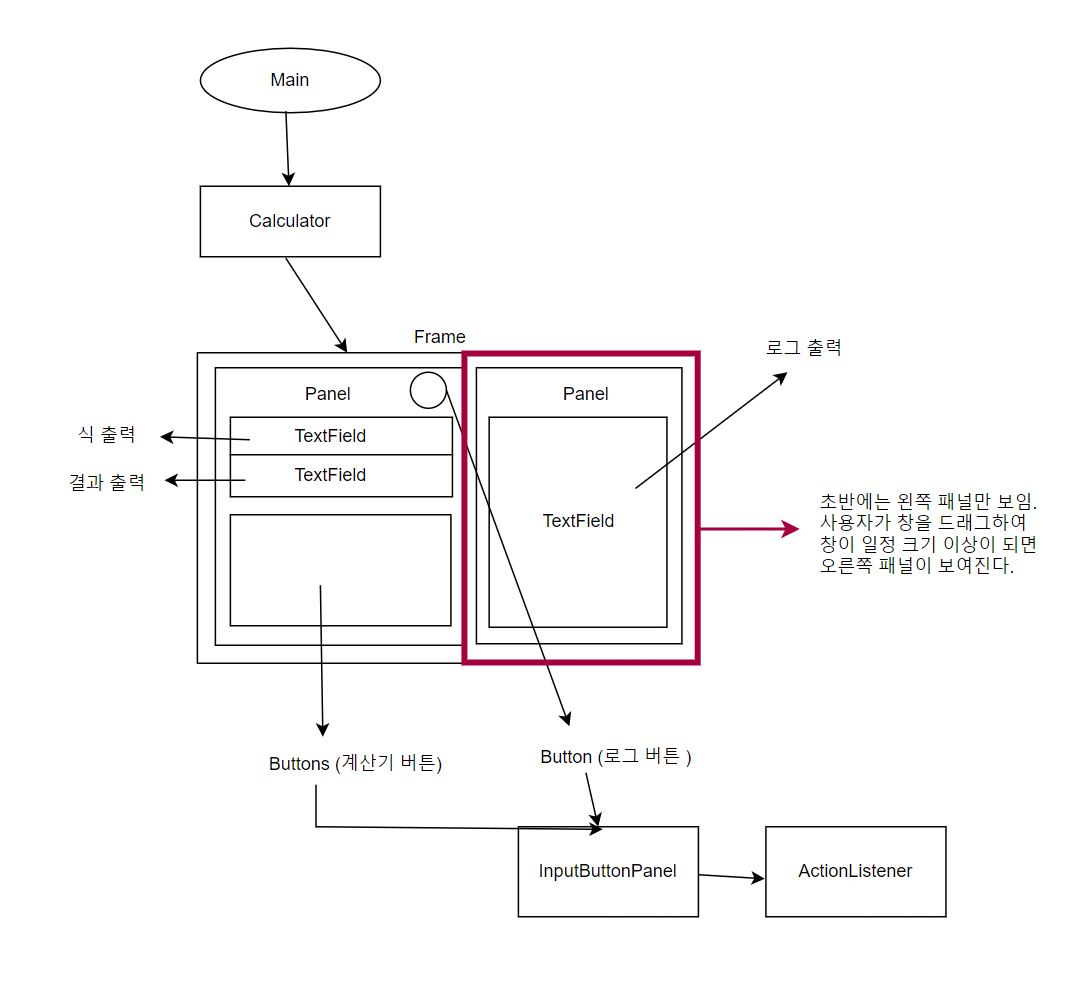 Main
Calculator
Frame
로그 출력
Panel
Panel
식 출력
TextField
결과 출력
TextField
TextField
초반에는 왼쪽 패널만 보임.
사용자가 창을 드래그하여
창이 일정 크기 이상이 되면
오른쪽 패널이 보여진다.
Buttons (계산기 버튼)
Button (로그 버튼 )
InputButtonPanel
ActionListener